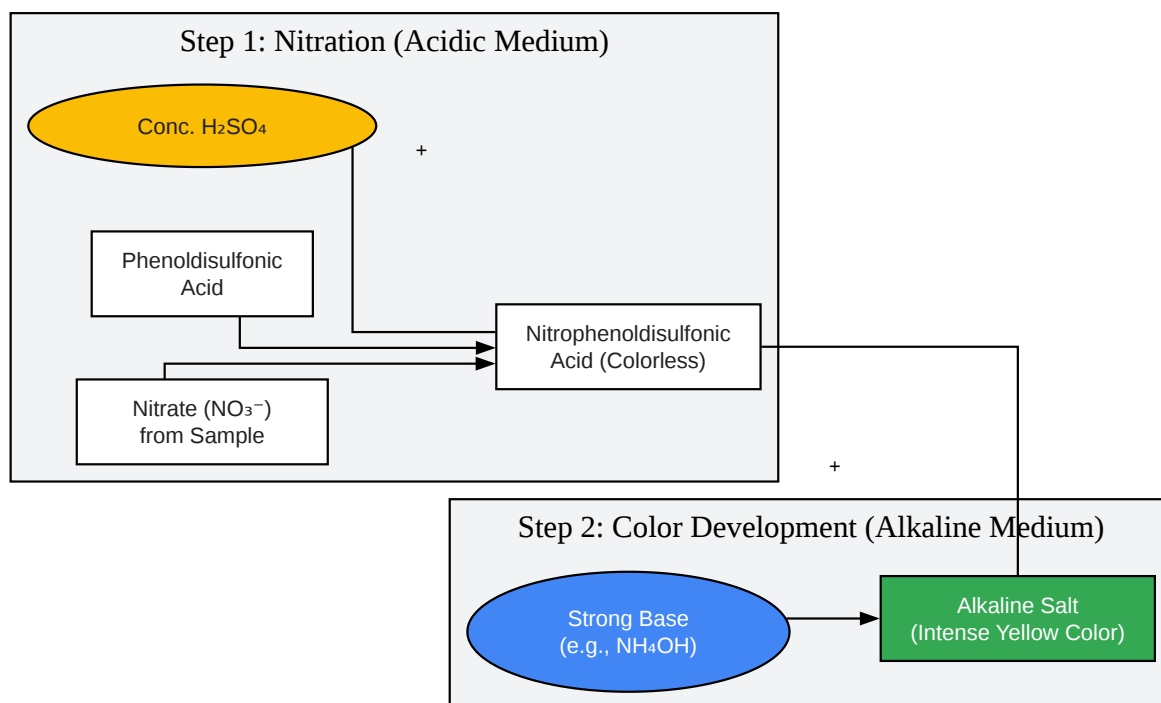 Step 1: Nitration (Acidic Medium)
Conc. H₂SO₄
+
Phenoldisulfonic
Acid
Nitrophenoldisulfonic
Acid (Colorless)
Nitrate (NO₃⁻)
from Sample
+
Step 2: Color Development (Alkaline Medium)
Strong Base
(e.g., NH₄OH)
Alkaline Salt
(Intense Yellow Color)